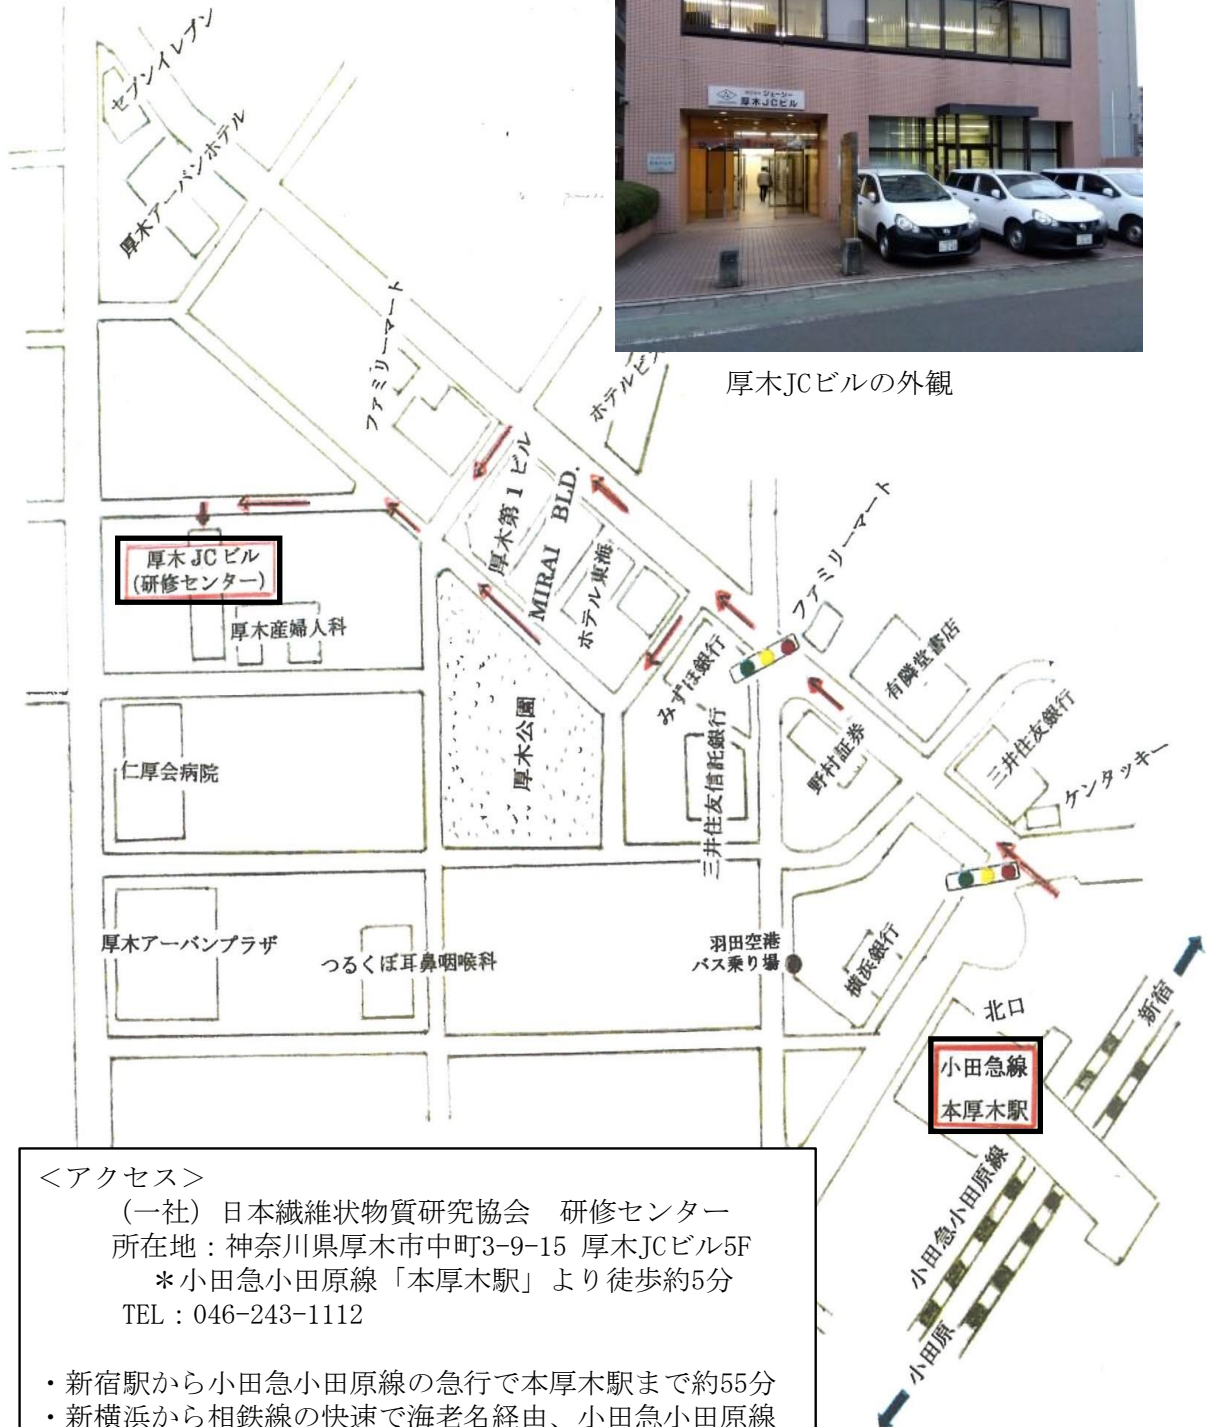 セブンイレブン
厚木アーバンホテル
ジェーシー
厚木JCビル
厚木JCビルの外観
ファミリーマート
ホテルビ
厚木第1ビル
MIRAI BLD.
ホテル東海
ファミリーマート
厚木JCビル
(研修センター)
厚木産婦人科
みずほ銀行
有隣堂書店
厚木公園
三井住友信託銀行
野村証券
三井住友銀行
ケンタッキー
仁厚会病院
厚木アーバンプラザ
つるくぼ耳鼻咽喉科
羽田空港
バス乗り場
横浜銀行
北口
新宿
小田急線
本厚木駅
小田急小田原線
小田原
<アクセス>
(一社) 日本繊維状物質研究協会 研修センター
所在地:神奈川県厚木市中町3-9-15 厚木JCビル5F
*小田急小田原線「本厚木駅」より徒歩約5分
TEL:046-243-1112
・新宿駅から小田急小田原線の急行で本厚木駅まで約55分
・新横浜から相鉄線の快速で海老名経由、小田急小田原線